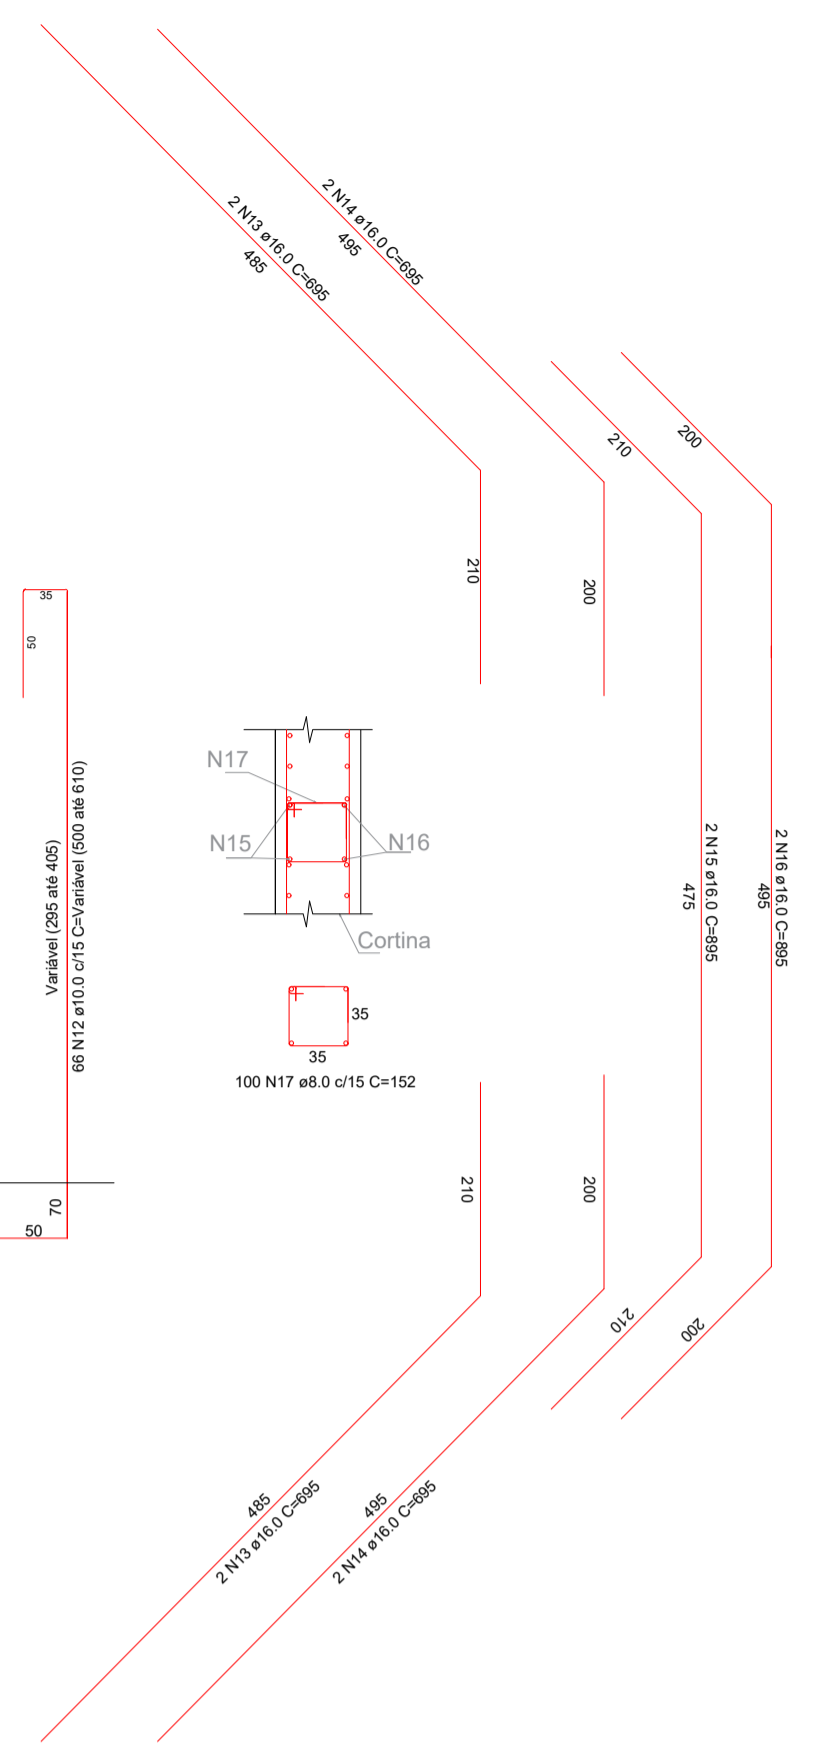 2 N13 ø16.0 C=695
485
2 N14 ø16.0 C=695
495
210
200
210
200
35
50
Variável (295 até 405)
66 N12 ø10.0 c/15 C=Variável (500 até 610)
70
50
N17
N15
N16
Cortina
35
35
100 N17 ø8.0 c/15 C=152
2 N15 ø16.0 C=895
475
2 N16 ø16.0 C=895
495
210
200
210
200
485
2 N13 ø16.0 C=695
495
2 N14 ø16.0 C=695